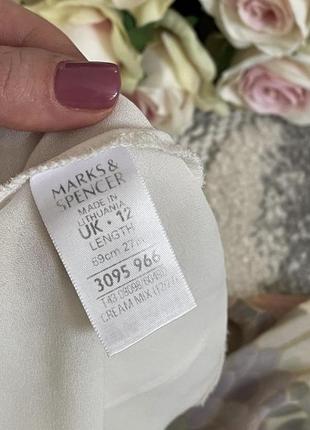 MARKS &
SPENCER
MADE IN
LITHUANIA
UK • 12
LENGTH
69cm 27in
3095 966
CREAM MIX